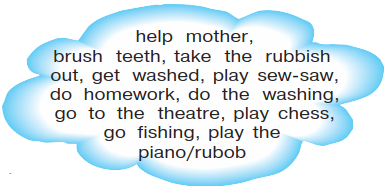 help mother,
brush teeth, take the rubbish
out, get washed, play sew-saw,
do homework, do the washing,
go to the theatre, play chess,
go fishing, play the
piano/rubob